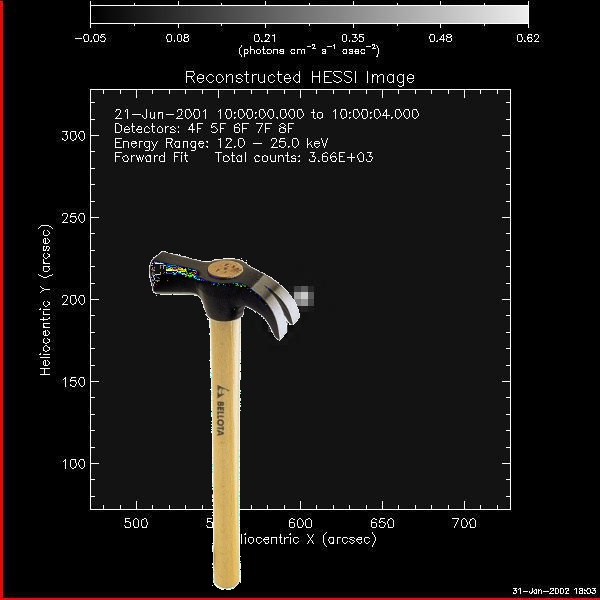 -0.05 0.08 0.21 0.35 0.48 0.62
(photons cm-2 s-1 asec-2)
Reconstructed HESSI Image
21-Jun-2001 10:00:00.000 to 10:00:04.000
Detectors: 4F 5F 6F 7F 8F
Energy Range: 12.0 - 25.0 keV
Forward Fit Total counts: 3.66E+03
300
250
200
150
100
Heliocentric Y (arcsec)
BELLOTA
500 600 650 700
liocentric X (arcsec)
31-Jan-2002 18:03